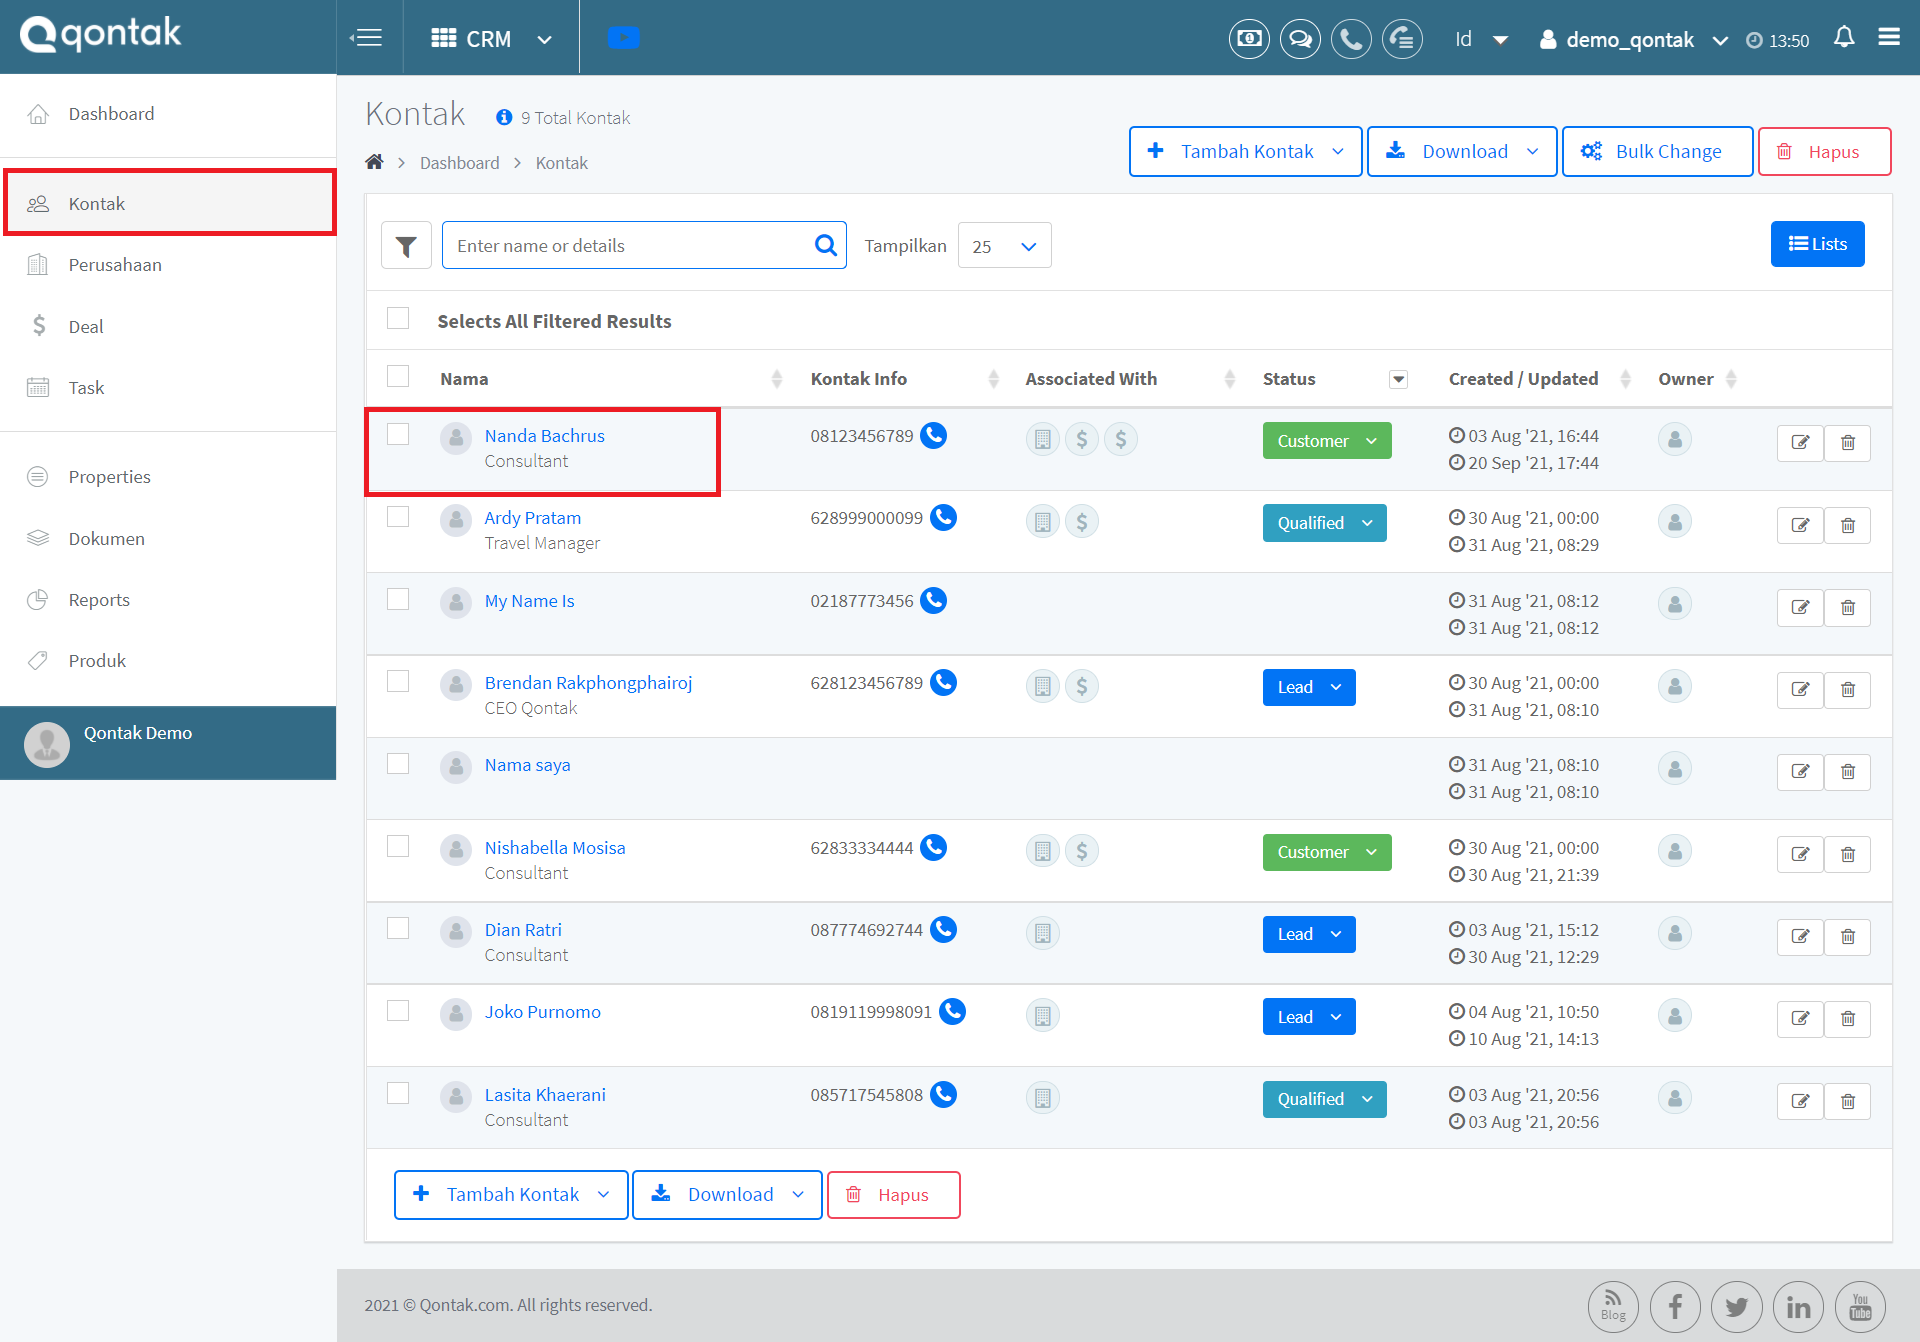 qontak
CRM
Id
demo_qontak
13:50
Dashboard
Kontak
Perusahaan
Deal
Task
Properties
Dokumen
Reports
Produk
Qontak Demo
Kontak
9 Total Kontak
Dashboard > Kontak
Tambah Kontak
Download
Bulk Change
Hapus
Enter name or details
Tampilkan
25
Lists
Selects All Filtered Results
Nama
Kontak Info
Associated With
Status
Created / Updated
Owner
Nanda Bachrus
Consultant
08123456789
Customer
03 Aug '21, 16:44
20 Sep '21, 17:44
Ardy Pratam
Travel Manager
628999000099
Qualified
30 Aug '21, 00:00
31 Aug '21, 08:29
My Name Is
02187773456
31 Aug '21, 08:12
31 Aug '21, 08:12
Brendan Rakphongphairoj
CEO Qontak
628123456789
Lead
30 Aug '21, 00:00
31 Aug '21, 08:10
Nama saya
31 Aug '21, 08:10
31 Aug '21, 08:10
Nishabella Mosisa
Consultant
62833334444
Customer
30 Aug '21, 00:00
30 Aug '21, 21:39
Dian Ratri
Consultant
087774692744
Lead
03 Aug '21, 15:12
30 Aug '21, 12:29
Joko Purnomo
0819119998091
Lead
04 Aug '21, 10:50
10 Aug '21, 14:13
Lasita Khaerani
Consultant
085717545808
Qualified
03 Aug '21, 20:56
03 Aug '21, 20:56
Tambah Kontak
Download
Hapus
2021 © Qontak.com. All rights reserved.
Blog
You
Tube